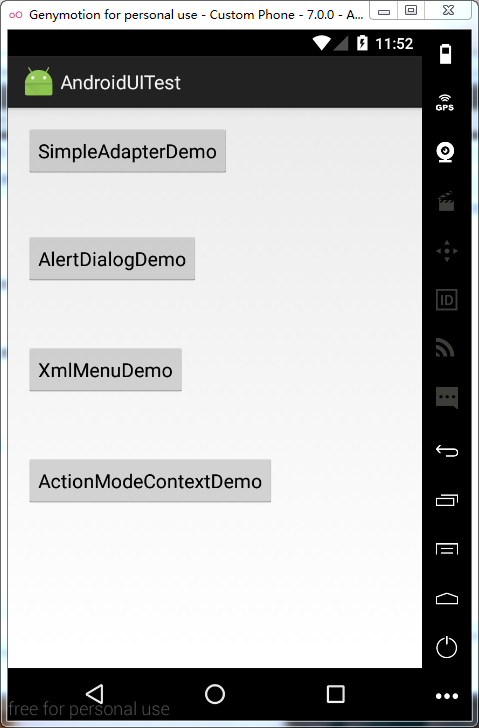 Genymotion for personal use - Custom Phone - 7.0.0 - A...
11:52
AndroidUITest
GPS
SimpleAdapterDemo
AlertDialogDemo
ID
XmlMenuDemo
ActionModeContextDemo
free for personal use